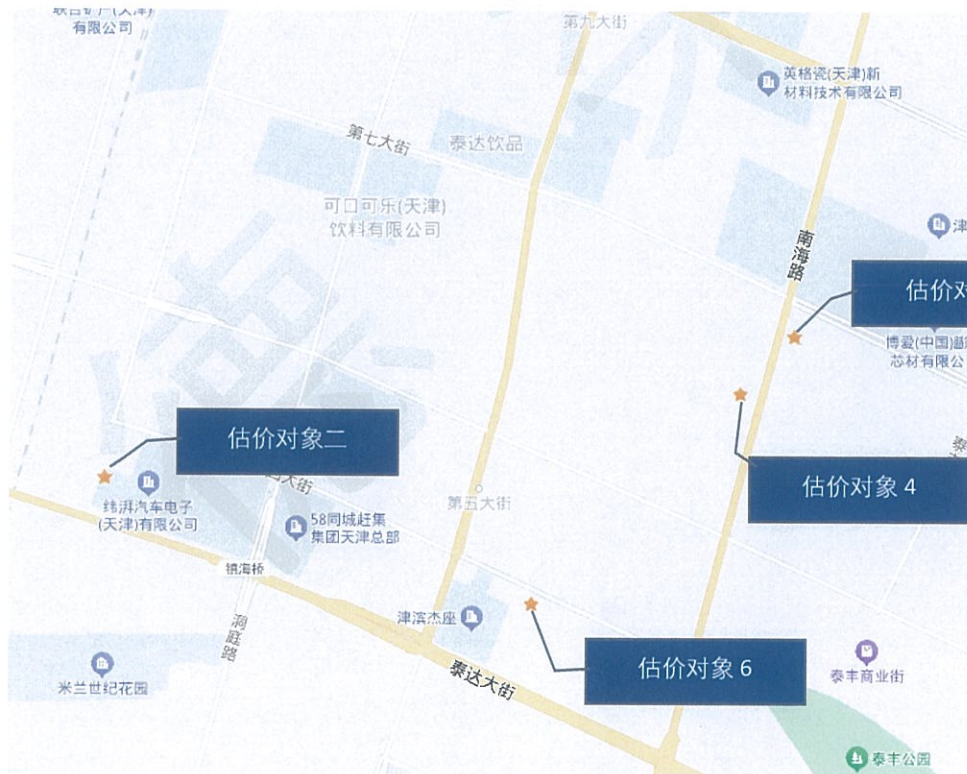 联合矿产(天津)
有限公司
第九大街
英格瓷(天津)新
材料技术有限公司
第七大街
泰达饮品
可口可乐(天津)
饮料有限公司
南海路
津
估价对
博爱(中国)
芯材有限公
泰
估价对象二
估价对象 4
大街
第五大街
纬湃汽车电子
(天津)有限公司
58同城赶集
集团天津总部
镇海桥
津滨杰座
洞庭路
估价对象 6
泰达大街
泰丰商业街
米兰世纪花园
泰丰公园